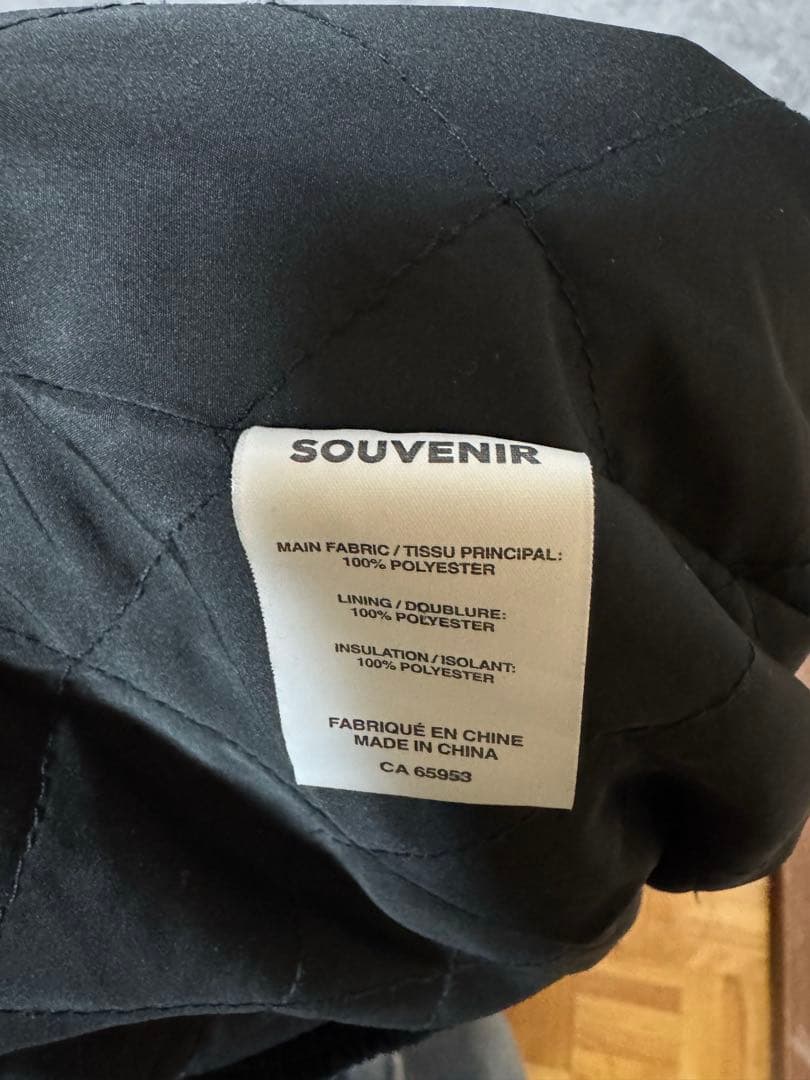 SOUVENIR
MAIN FABRIC / TISSU PRINCIPAL:
100% POLYESTER
LINING / DOUBLURE:
100% POLYESTER
INSULATION / ISOLANT:
100% POLYESTER
FABRIQUÉ EN CHINE
MADE IN CHINA
CA 65953